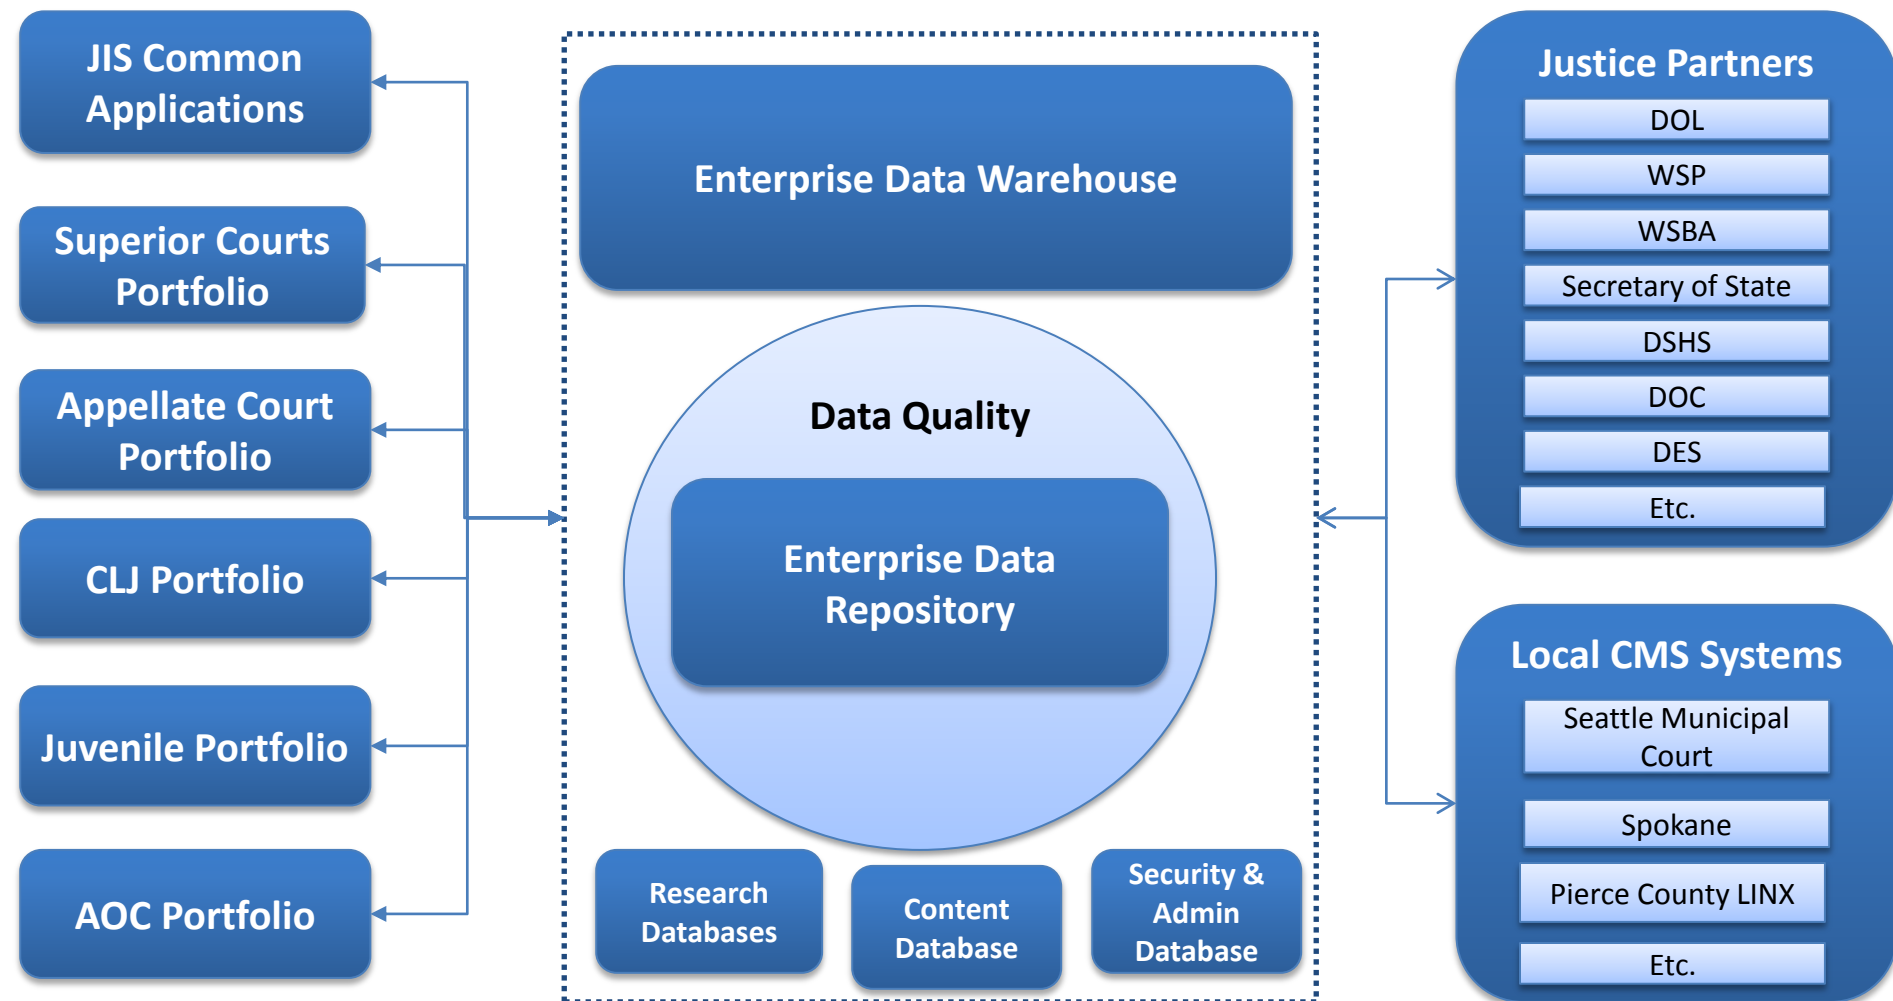 JIS Common
Applications
Superior Courts
Portfolio
Appellate Court
Portfolio
CLJ Portfolio
Juvenile Portfolio
AOC Portfolio
Enterprise Data Warehouse
Data Quality
Enterprise Data
Repository
Research
Databases
Content
Database
Security &
Admin
Database
Justice Partners
DOL
WSP
WSBA
Secretary of State
DSHS
DOC
DES
Etc.
Local CMS Systems
Seattle Municipal
Court
Spokane
Pierce County LINX
Etc.